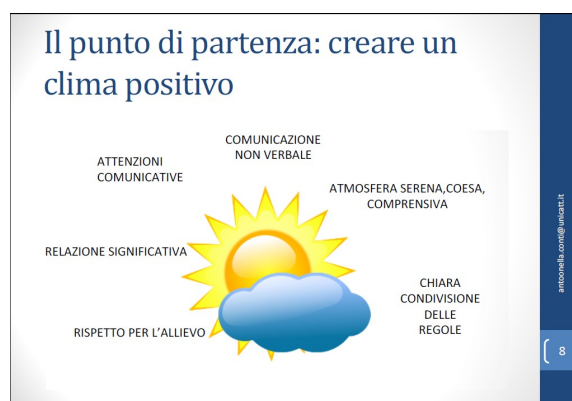 Il punto di partenza: creare un
clima positivo
COMUNICAZIONE
NON VERBALE
ATTENZIONI
COMUNICATIVE
ATMOSFERA SERENA,COESA,
COMPRENSIVA
RELAZIONE SIGNIFICATIVA
CHIARA
CONDIVISIONE
DELLE
REGOLE
RISPETTO PER L'ALLIEVO
antoonella.conti@unicatt.it
8